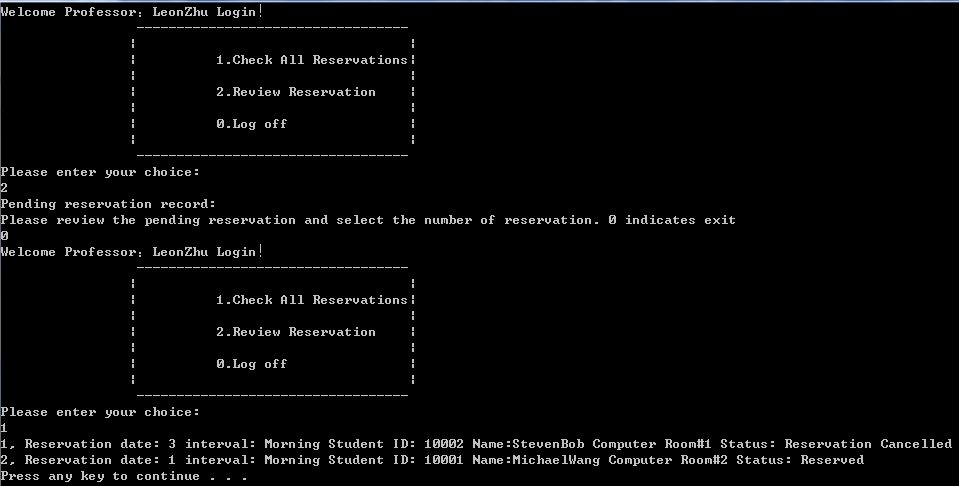 Welcome Professor: LeonZhu Login!
----------------------------------
|                                  |
|          1.Check All Reservations|
|                                  |
|          2.Review Reservation    |
|                                  |
|          0.Log off               |
|                                  |
----------------------------------
Please enter your choice:
2
Pending reservation record:
Please review the pending reservation and select the number of reservation. 0 indicates exit
0
Welcome Professor: LeonZhu Login!
----------------------------------
|                                  |
|          1.Check All Reservations|
|                                  |
|          2.Review Reservation    |
|                                  |
|          0.Log off               |
|                                  |
----------------------------------
Please enter your choice:
1
1, Reservation date: 3 interval: Morning Student ID: 10002 Name:StevenBob Computer Room#1 Status: Reservation Cancelled
2, Reservation date: 1 interval: Morning Student ID: 10001 Name:MichaelWang Computer Room#2 Status: Reserved
Press any key to continue . . .